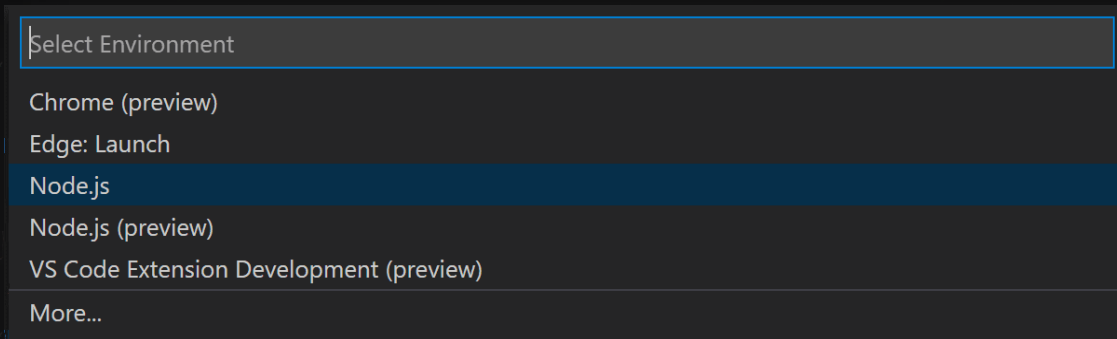 Select Environment
Chrome (preview)
Edge: Launch
Node.js
Node.js (preview)
VS Code Extension Development (preview)
More...